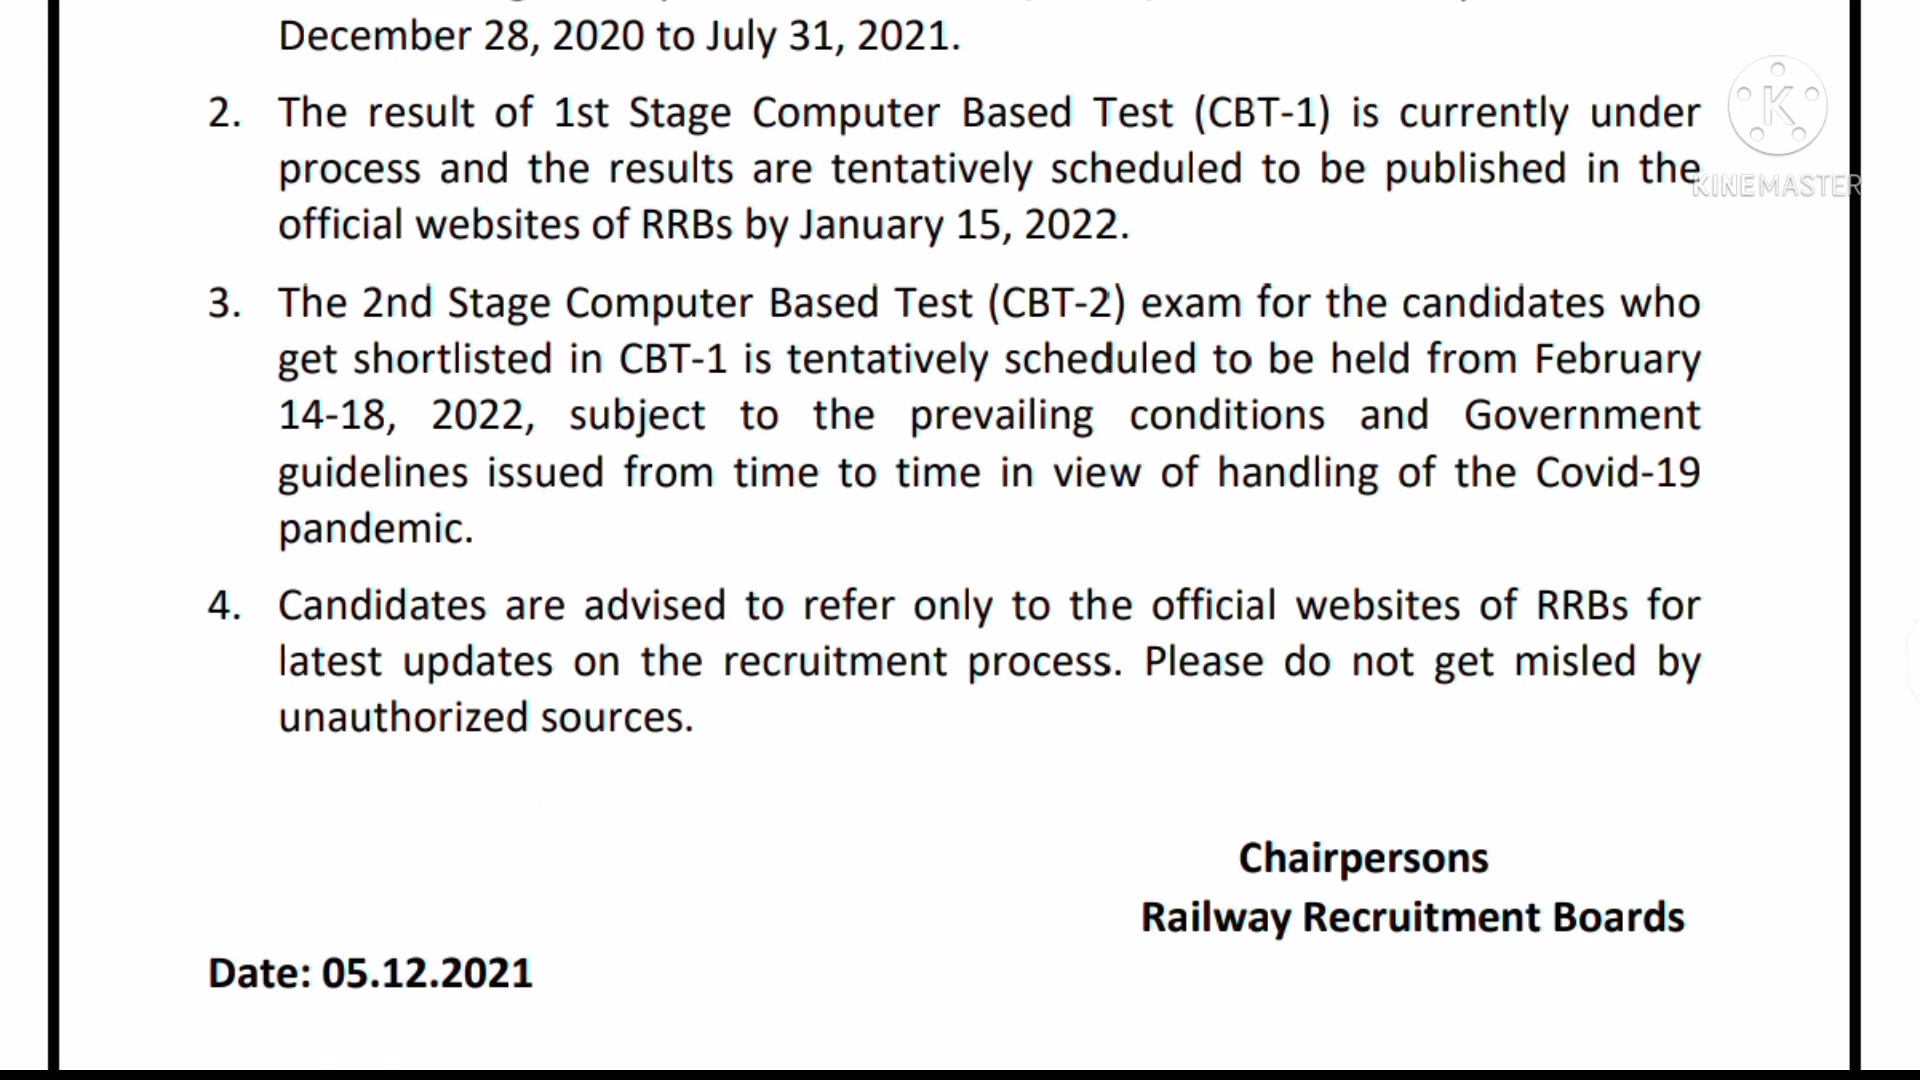 December 28, 2020 to July 31, 2021.
2. The result of 1st Stage Computer Based Test (CBT-1) is currently under
process and the results are tentatively scheduled to be published in the
official websites of RRBs by January 15, 2022.
3. The 2nd Stage Computer Based Test (CBT-2) exam for the candidates who
get shortlisted in CBT-1 is tentatively scheduled to be held from February
14-18, 2022, subject to the prevailing conditions and Government
guidelines issued from time to time in view of handling of the Covid-19
pandemic.
4. Candidates are advised to refer only to the official websites of RRBs for
latest updates on the recruitment process. Please do not get misled by
unauthorized sources.
Chairpersons
Railway Recruitment Boards
Date: 05.12.2021
K
KINEMASTER